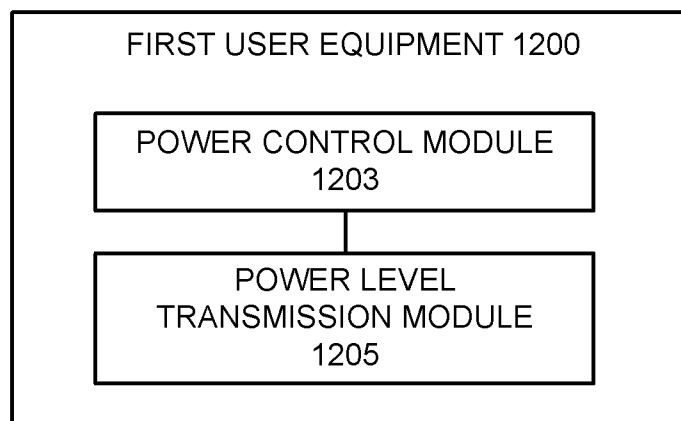 FIRST USER EQUIPMENT 1200
POWER CONTROL MODULE
1203
POWER LEVEL
TRANSMISSION MODULE
1205